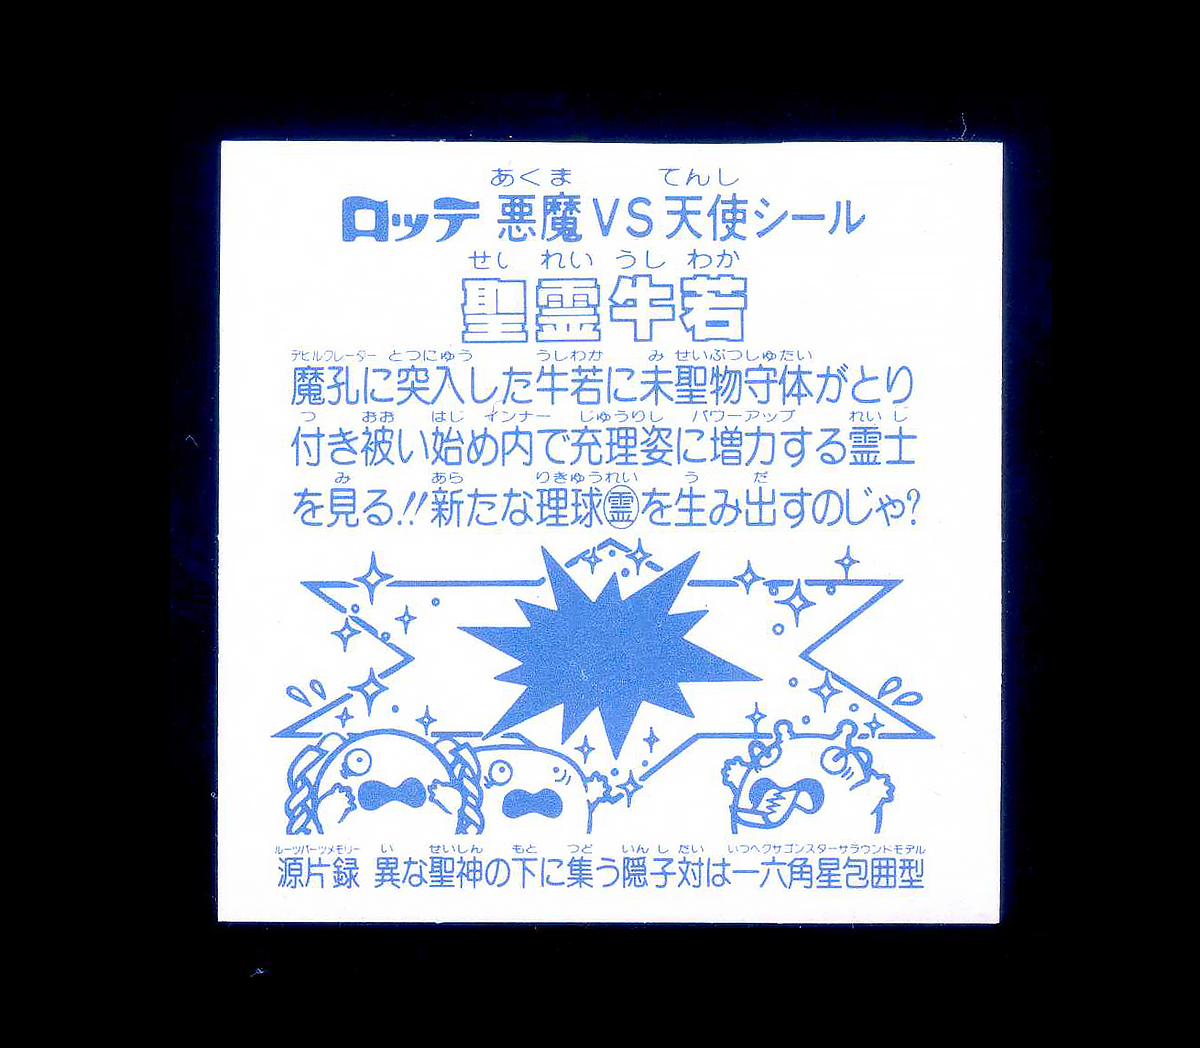 あくま てんし
ロッテ 悪魔VS天使シール
せい れい うし わか
聖霊牛若
デビルクレーター とつにゅう うしわか み せいぶつしゅたい
魔孔に突入した牛若に未聖物守体がとり
つ おお はじ インナー じゅうりし パワーアップ れいし
付き被い始め内で充理姿に増力する霊士
み あら りきゅうれい う だ
を見る!!新たな理球霊を生み出すのじゃ?
ルーツパーツメモリー い せいしん もと つど いんし だい いつヘクサゴンスターサラウンドモデル
源片録 異な聖神の下に集う隠子対は一六角星包囲型